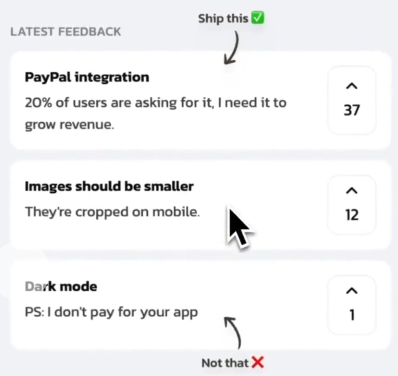 Ship this ✅
LATEST FEEDBACK
PayPal integration
20% of users are asking for it, I need it to
grow revenue.
37
Images should be smaller
They're cropped on mobile.
12
Dark mode
PS: I don't pay for your app
1
Not that ❌